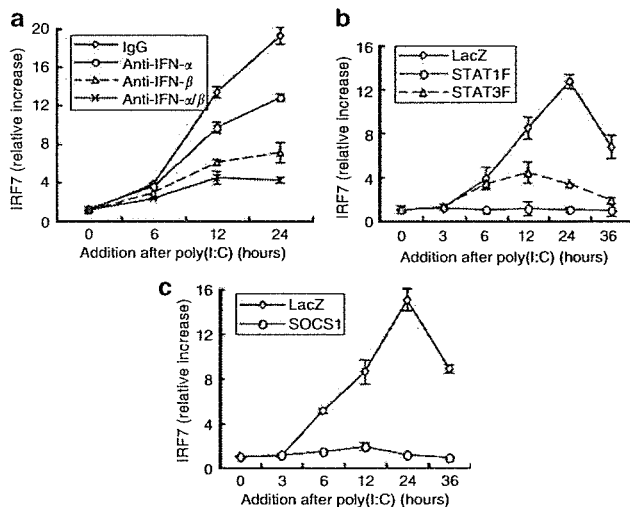 a
IRF7 (relative increase)
20
16
12
8
4
0
IgG
Anti-IFN-α
Anti-IFN-β
Anti-IFN-α/β
0 6 12 24
Addition after poly(I:C) (hours)
b
IRF7 (relative increase)
16
12
8
4
0
LacZ
STAT1F
STAT3F
0 3 6 12 24 36
Addition after poly(I:C) (hours)
c
IRF7 (relative increase)
16
12
8
4
0
LacZ
SOCS1
0 3 6 12 24 36
Addition after poly(I:C) (hours)